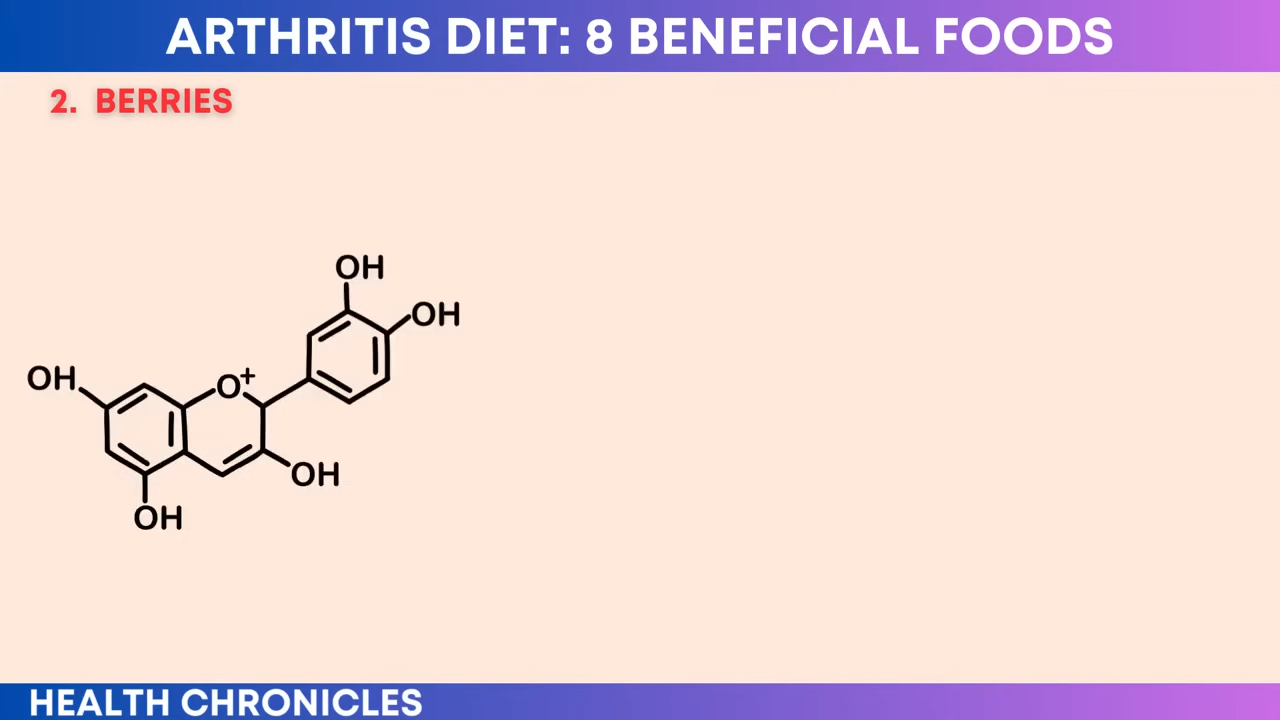 ARTHRITIS DIET: 8 BENEFICIAL FOODS
2. BERRIES
OH
OH
OH
O+
OH
OH
HEALTH CHRONICLES